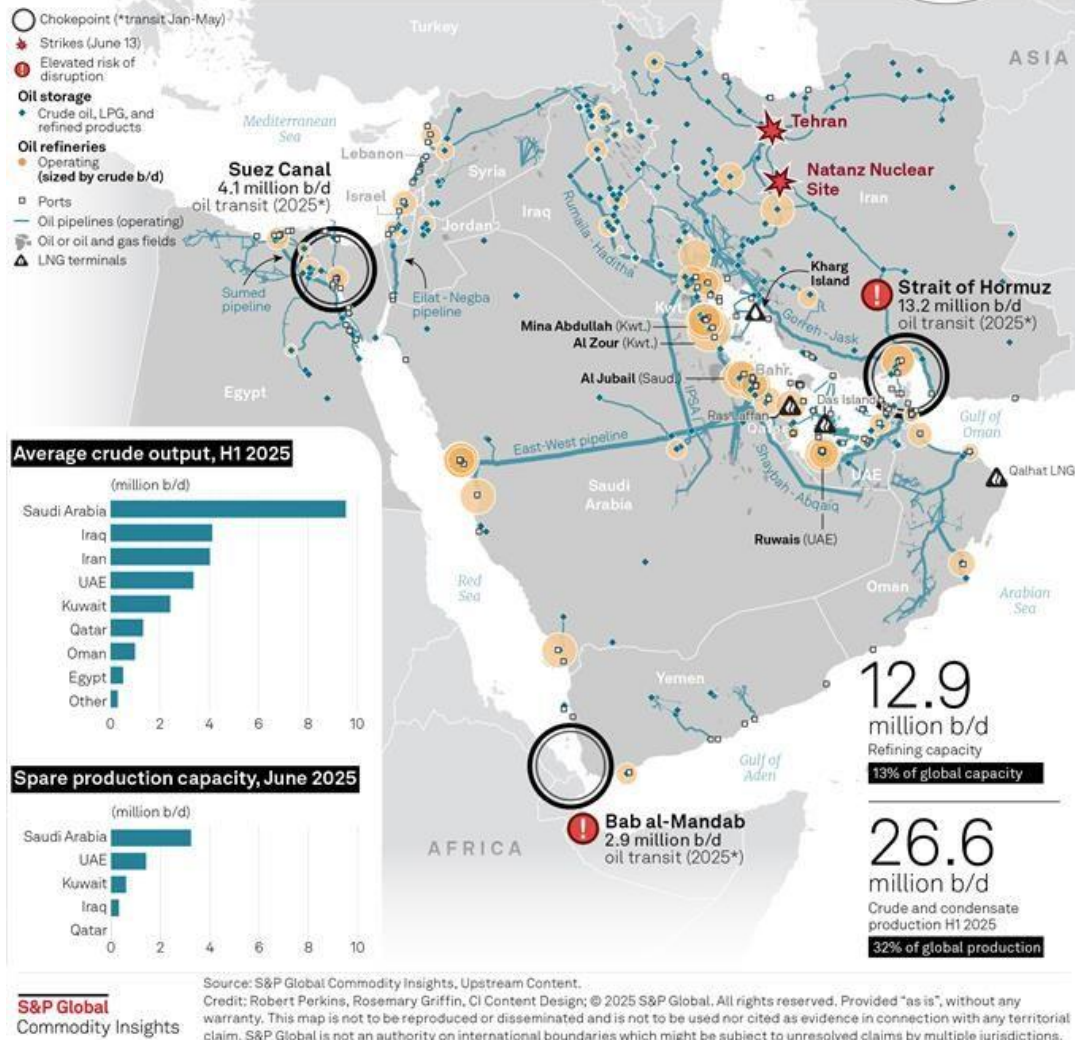 Chokepoint (*transit Jan-May)
Strikes (June 13)
Elevated risk of
disruption
Oil storage
Crude oil, LPG, and
refined products
Oil refineries
Operating
(sized by crude b/d)
Ports
Oil pipelines (operating)
Oil or oil and gas fields
LNG terminals
Turkey
ASIA
Mediterranean
Sea
Lebanon
Syria
Israel
Jordan
Iraq
Iran
Tehran
Natanz Nuclear
Site
Suez Canal
4.1 million b/d
oil transit (2025*)
Sumed
pipeline
Eilat-Negba
pipeline
Rumaila-Haditha
Kharg
Island
Strait of Hormuz
13.2 million b/d
oil transit (2025*)
Goreh-Jask
Kwt.
Mina Abdullah (Kwt.)
Al Zour (Kwt.)
Al Jubail (Saud.)
Bahr.
Ras Laffan
Das Island
Gulf of
Oman
Egypt
IPSA
East-West pipeline
Shaybah-Abqaiq
UAE
Qalhat LNG
Saudi
Arabia
Ruwais (UAE)
Oman
Red
Sea
Arabian
Sea
Yemen
Gulf of
Aden
AFRICA
Bab al-Mandab
2.9 million b/d
oil transit (2025*)
Average crude output, H1 2025
(million b/d)
Saudi Arabia
Iraq
Iran
UAE
Kuwait
Qatar
Oman
Egypt
Other
0 2 4 6 8 10
Spare production capacity, June 2025
(million b/d)
Saudi Arabia
UAE
Kuwait
Iraq
Qatar
0 2 4 6 8 10
12.9
million b/d
Refining capacity
13% of global capacity
26.6
million b/d
Crude and condensate
production H1 2025
32% of global production
S&P Global
Commodity Insights
Source: S&P Global Commodity Insights, Upstream Content.
Credit: Robert Perkins, Rosemary Griffin, CI Content Design; © 2025 S&P Global. All rights reserved. Provided "as is", without any
warranty. This map is not to be reproduced or disseminated and is not to be used nor cited as evidence in connection with any territorial
claim. S&P Global is not an authority on international boundaries which might be subject to unresolved claims by multiple jurisdictions.